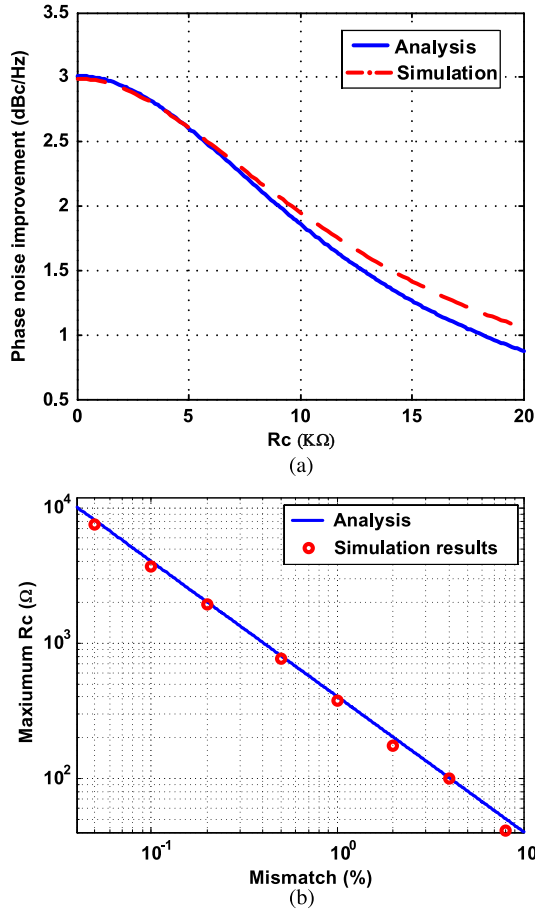 3.5
3
2.5
2
1.5
1
0.5
Phase noise improvement (dBc/Hz)
Analysis
Simulation
0
5
10
15
20
Rc (KΩ)
(a)
10^4
10^3
10^2
Maxiumum Rc (Ω)
Analysis
Simulation results
10^-1
10^0
10
Mismatch (%)
(b)